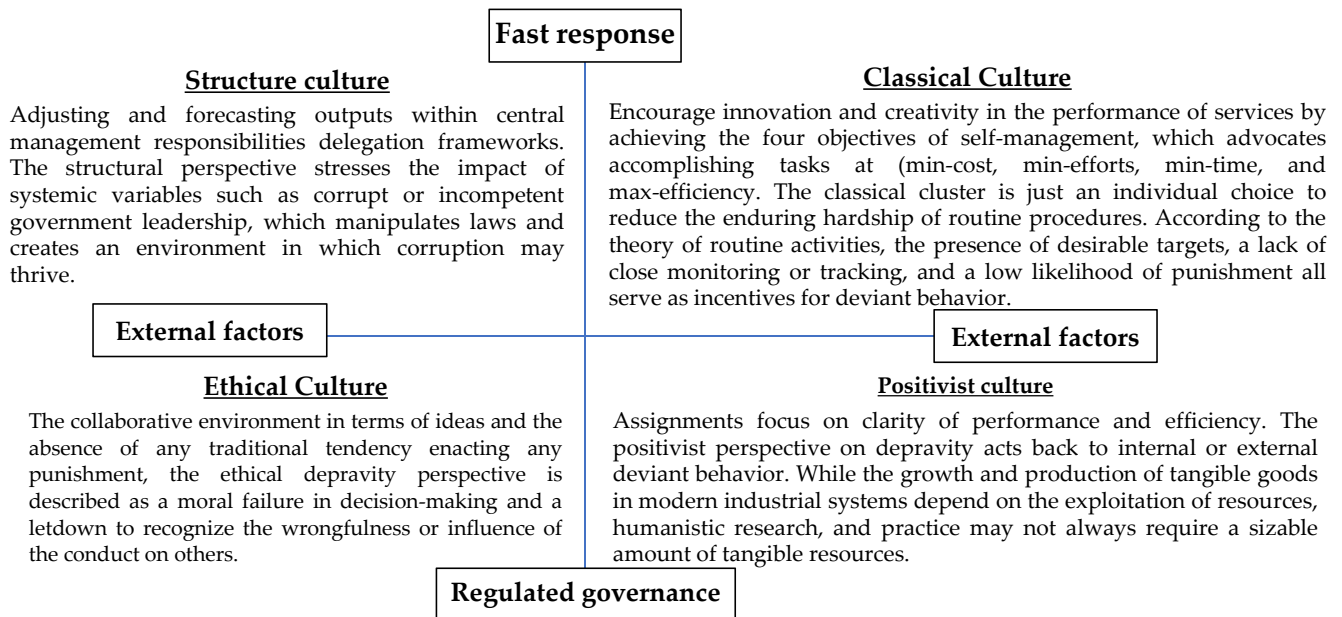 Fast response
Structure culture
Adjusting and forecasting outputs within central
management responsibilities delegation frameworks.
The structural perspective stresses the impact of
systemic variables such as corrupt or incompetent
government leadership, which manipulates laws and
creates an environment in which corruption may
thrive.
Classical Culture
Encourage innovation and creativity in the performance of services by
achieving the four objectives of self-management, which advocates
accomplishing tasks at (min-cost, min-efforts, min-time, and
max-efficiency. The classical cluster is just an individual choice to
reduce the enduring hardship of routine procedures. According to the
theory of routine activities, the presence of desirable targets, a lack of
close monitoring or tracking, and a low likelihood of punishment all
serve as incentives for deviant behavior.
External factors
External factors
Ethical Culture
The collaborative environment in terms of ideas and the
absence of any traditional tendency enacting any
punishment, the ethical depravity perspective is
described as a moral failure in decision-making and a
letdown to recognize the wrongfulness or influence of
the conduct on others.
Positivist culture
Assignments focus on clarity of performance and efficiency. The
positivist perspective on depravity acts back to internal or external
deviant behavior. While the growth and production of tangible goods
in modern industrial systems depend on the exploitation of resources,
humanistic research, and practice may not always require a sizable
amount of tangible resources.
Regulated governance